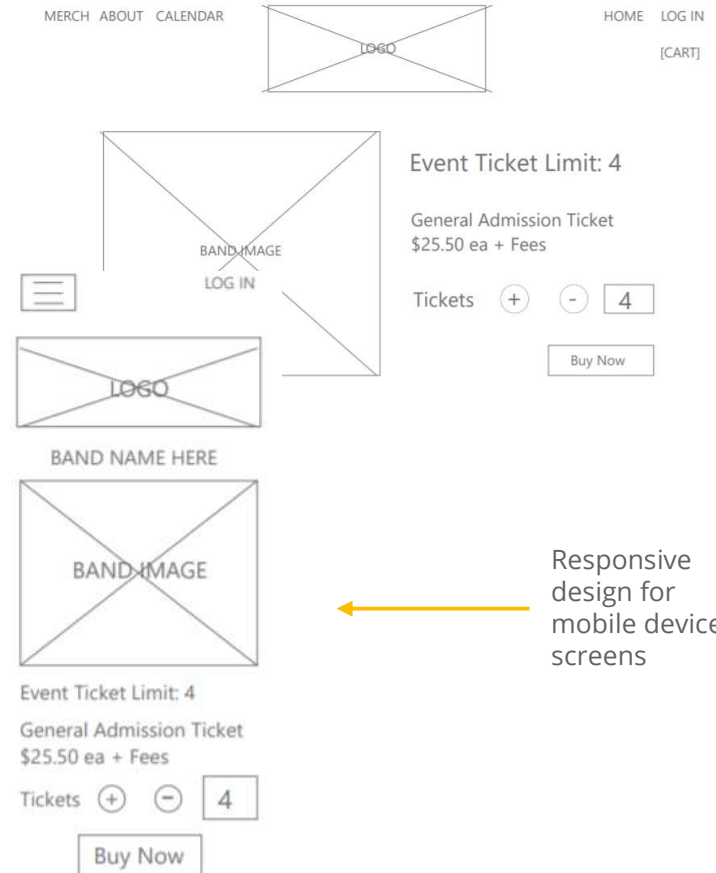 MERCH ABOUT CALENDAR
LOGO
HOME LOG IN
[CART]
BAND IMAGE
Event Ticket Limit: 4
General Admission Ticket
$25.50 ea + Fees
Tickets + - 4
Buy Now
LOG IN
LOGO
BAND NAME HERE
BAND IMAGE
Event Ticket Limit: 4
General Admission Ticket
$25.50 ea + Fees
Tickets + - 4
Buy Now
Responsive
design for
mobile device
screens